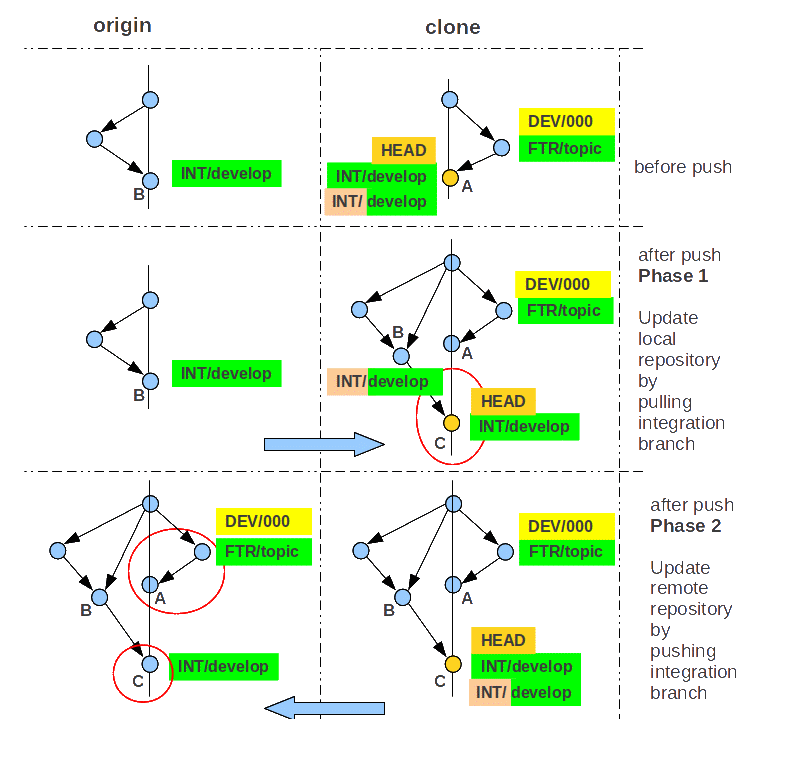 origin
clone
DEV/000
FTR/topic
HEAD
INT/develop
INT/develop
A
INT/develop
B
before push
after push
Phase 1
Update
local
repository
by
pulling
integration
branch
DEV/000
FTR/topic
B
A
INT/develop
B
INT/develop
HEAD
INT/develop
C
after push
Phase 2
Update
remote
repository
by
pushing
integration
branch
DEV/000
FTR/topic
B
A
INT/develop
C
DEV/000
FTR/topic
B
A
HEAD
INT/develop
C
INT/develop